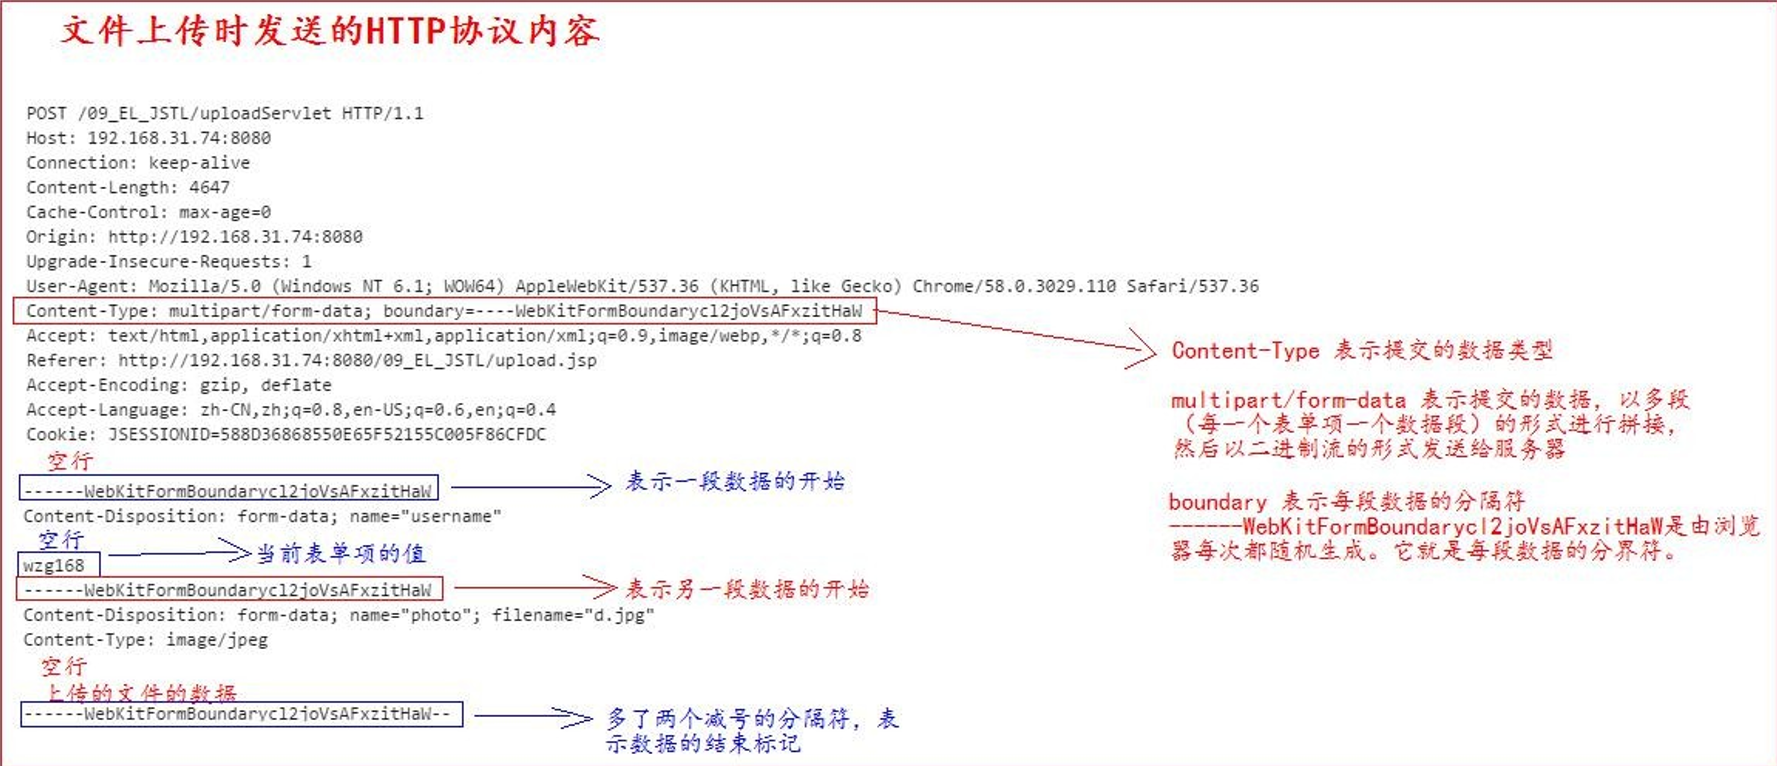 文件上传时发送的HTTP协议内容
POST /09_EL_JSTL/uploadServlet HTTP/1.1
Host: 192.168.31.74:8080
Connection: keep-alive
Content-Length: 4647
Cache-Control: max-age=0
Origin: http://192.168.31.74:8080
Upgrade-Insecure-Requests: 1
User-Agent: Mozilla/5.0 (Windows NT 6.1; WOW64) AppleWebKit/537.36 (KHTML, like Gecko) Chrome/58.0.3029.110 Safari/537.36
Content-Type: multipart/form-data; boundary=----WebKitFormBoundarycl2joVsAFxzitHaW
Accept: text/html,application/xhtml+xml,application/xml;q=0.9,image/webp,*/*;q=0.8
Referer: http://192.168.31.74:8080/09_EL_JSTL/upload.jsp
Accept-Encoding: gzip, deflate
Accept-Language: zh-CN,zh;q=0.8,en-US;q=0.6,en;q=0.4
Cookie: JSESSIONID=588D36868550E65F52155C005F86CFDC
空行
------WebKitFormBoundarycl2joVsAFxzitHaW
表示一段数据的开始
Content-Disposition: form-data; name="username"
空行
wzg168
当前表单项的值
------WebKitFormBoundarycl2joVsAFxzitHaW
表示另一段数据的开始
Content-Disposition: form-data; name="photo"; filename="d.jpg"
Content-Type: image/jpeg
空行
上传的文件的数据
------WebKitFormBoundarycl2joVsAFxzitHaW--
多了两个减号的分隔符，表
示数据的结束标记
Content-Type 表示提交的数据类型
multipart/form-data 表示提交的数据，以多段
（每一个表单项一个数据段）的形式进行拼接，
然后以二进制流的形式发送给服务器
boundary 表示每段数据的分隔符
------WebKitFormBoundarycl2joVsAFxzitHaW是由浏览
器每次都随机生成。它就是每段数据的分界符。